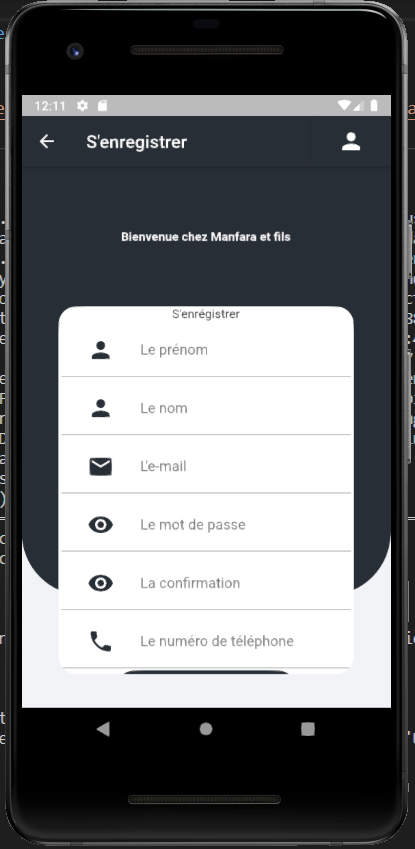 12:11
S'enregistrer
Bienvenue chez Manfara et fils
S'enrégistrer
Le prénom
Le nom
L'e-mail
Le mot de passe
La confirmation
Le numéro de téléphone